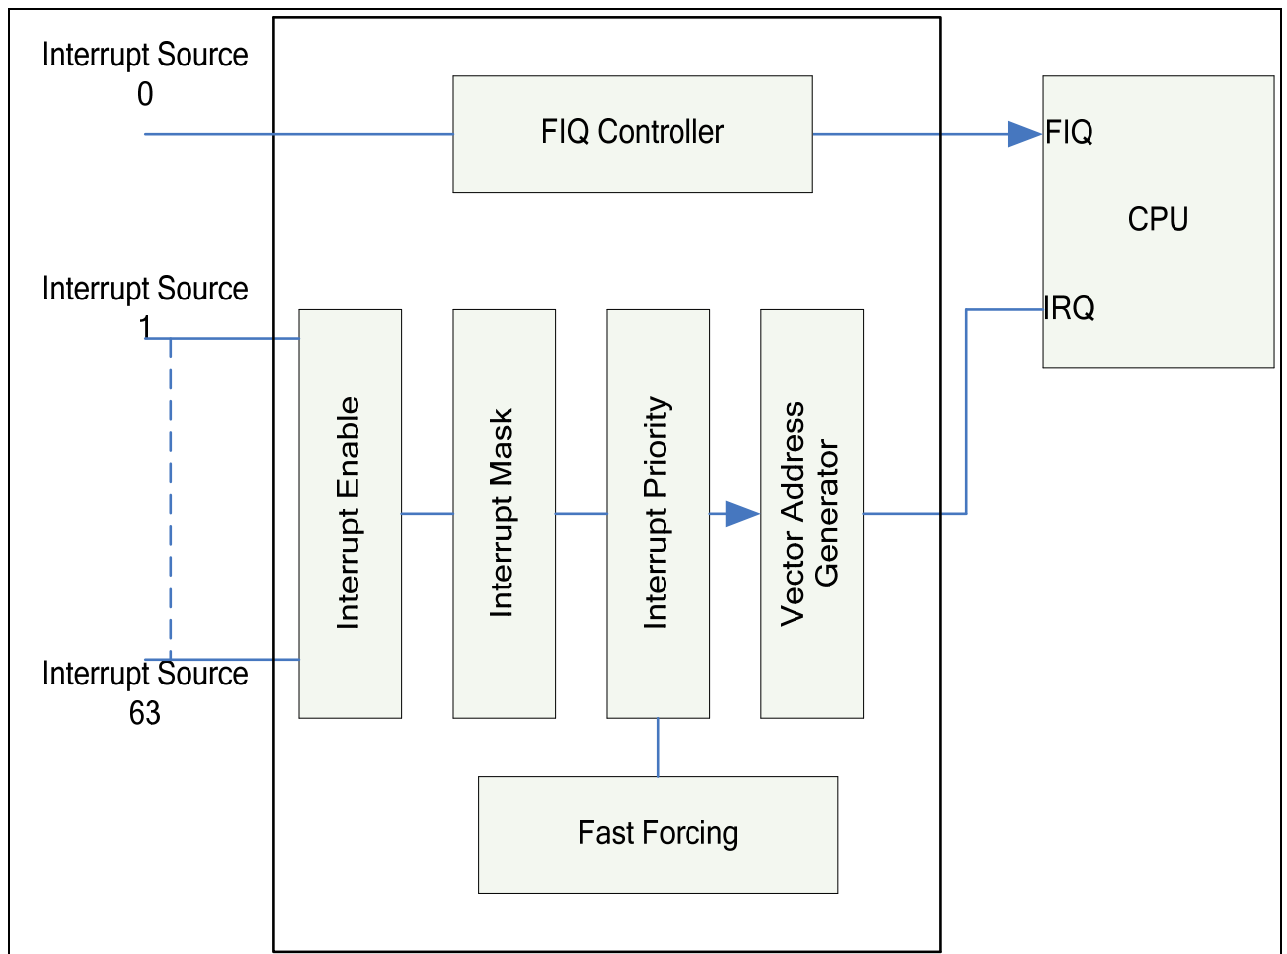 Interrupt Source
0
FIQ Controller
FIQ
CPU
Interrupt Source
1
IRQ
Interrupt Enable
Interrupt Mask
Interrupt Priority
Vector Address
Generator
Interrupt Source
63
Fast Forcing